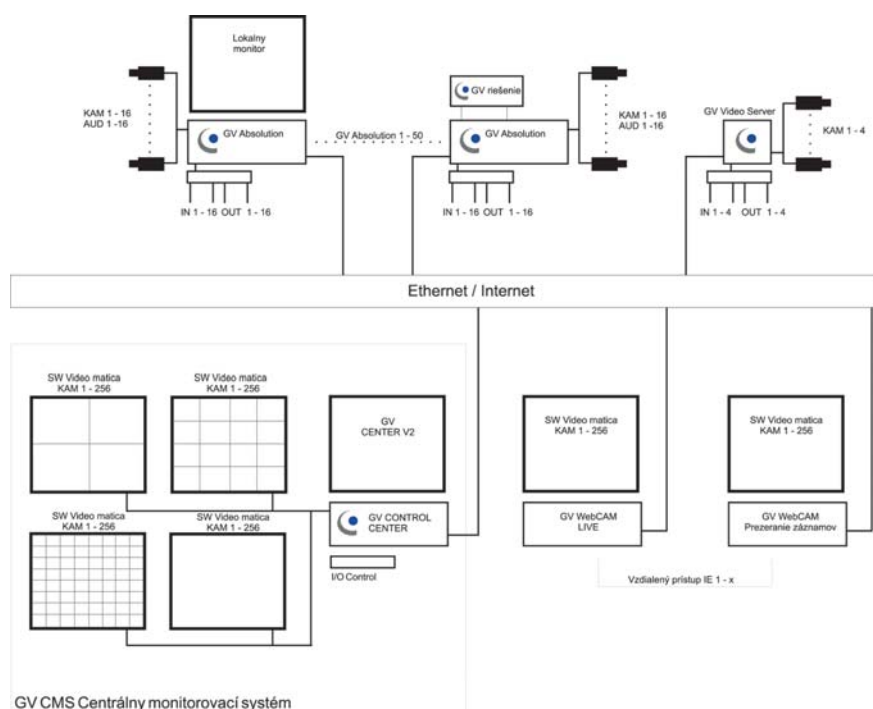 Lokalny
monitor
KAM 1 - 16
AUD 1 -16
GV Absolution
IN 1 - 16 OUT 1 - 16
GV Absolution 1 - 50
GV riešenie
GV Absolution
KAM 1 - 16
AUD 1 -16
IN 1 - 16 OUT 1 - 16
GV Video Server
KAM 1 - 4
IN 1 - 4 OUT 1 - 4
Ethernet / Internet
SW Video matica
KAM 1 - 256
SW Video matica
KAM 1 - 256
GV
CENTER V2
SW Video matica
KAM 1 - 256
SW Video matica
KAM 1 - 256
SW Video matica
KAM 1 - 256
SW Video matica
KAM 1 - 256
GV CONTROL
CENTER
I/O Control
GV WebCAM
LIVE
GV WebCAM
Prezeranie záznamov
Vzdialený prístup IE 1 - x
GV CMS Centrálny monitorovací systém